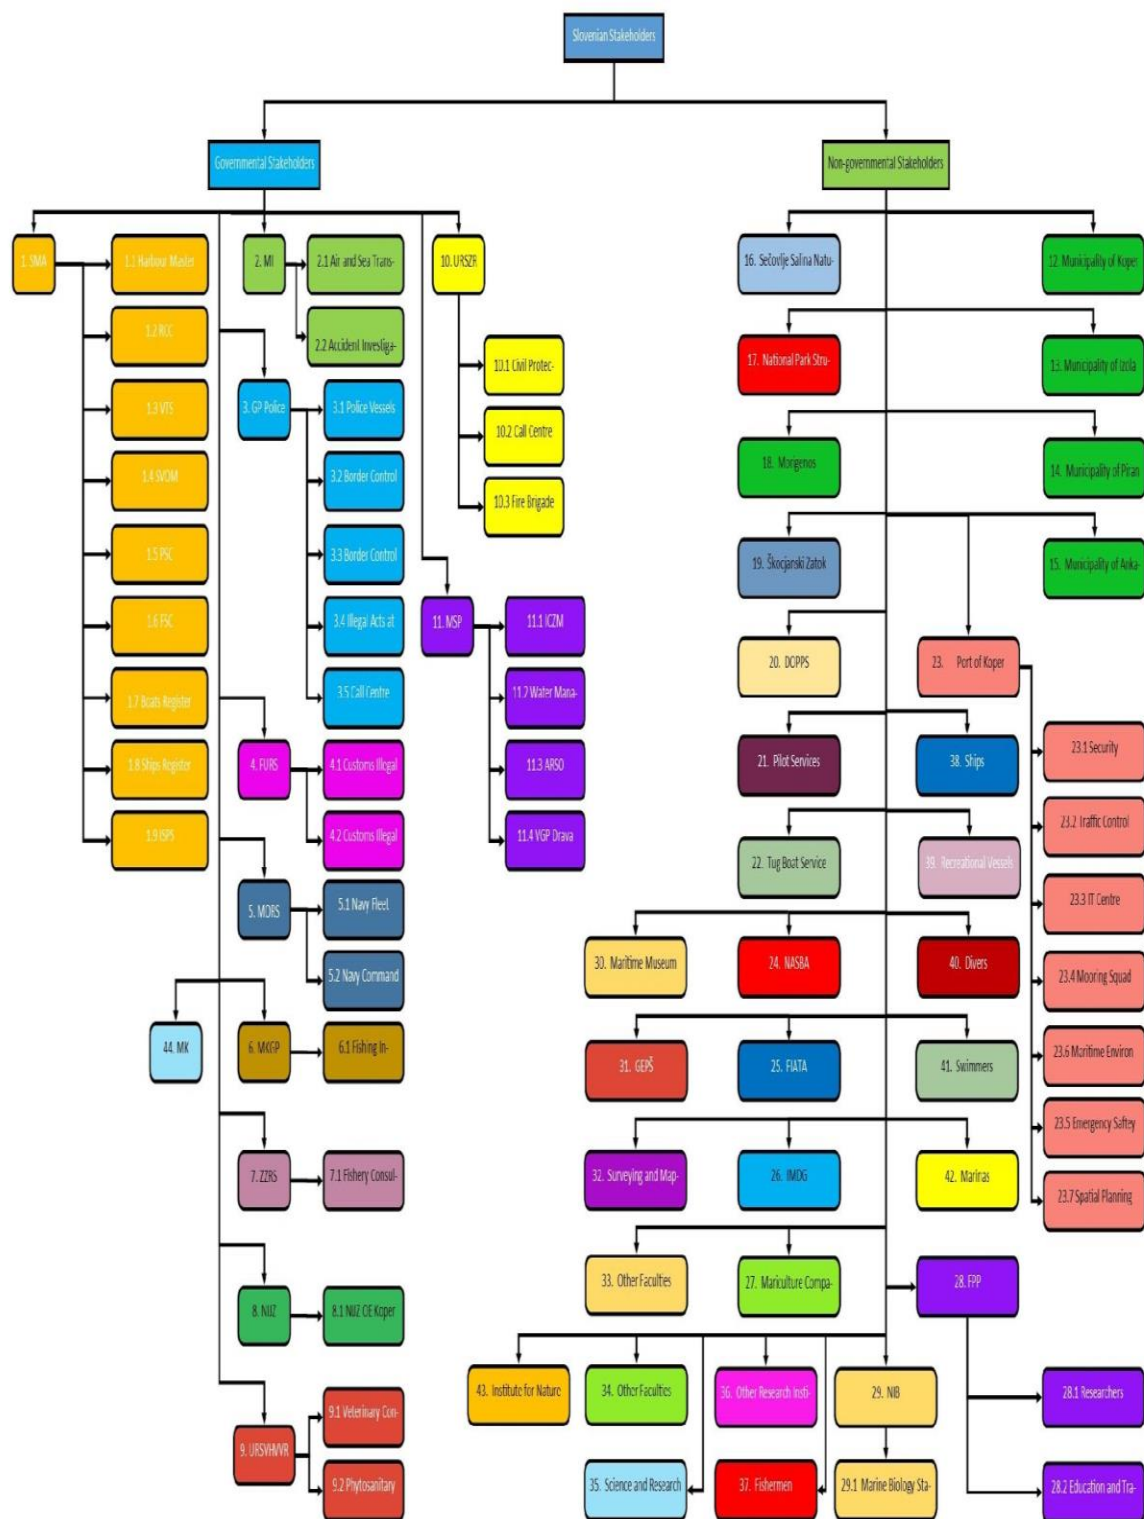 Slovenian Stakeholders
Governmental Stakeholders
Non-governmental Stakeholders
1. SMA
1.1 Harbour Master
1.2 RCC
1.3 VTS
1.4 SVOM
1.5 PSC
1.6 FSC
1.7 Boats Register
1.8 Ships Register
1.9 ISPS
2. MI
2.1 Air and Sea Trans-
2.2 Accident Investiga-
3. GP Police
3.1 Police Vessels
3.2 Border Control
3.3 Border Control
3.4 Illegal Acts at
3.5 Call Centre
4. FURS
4.1 Customs Illegal
4.2 Customs Illegal
5. MORS
5.1 Navy Fleet
5.2 Navy Command
44. MK
6. MKGP
6.1 Fishing In-
7. ZZRS
7.1 Fishery Consul-
8. NIJZ
8.1 NIJZ OE Koper
9. URSVHVVR
9.1 Veterinary Con-
9.2 Phytosanitary
10. URSZR
10.1 Civil Protec-
10.2 Call Centre
10.3 Fire Brigade
11. MSP
11.1 ICZM
11.2 Water Mana-
11.3 ARSO
11.4 VGP Drava
16. Sečovlje Salina Natu-
12. Municipality of Koper
17. National Park Stru-
13. Municipality of Izola
18. Morigenos
14. Municipality of Piran
19. Škocjanski Zatok
15. Municipality of Anka-
20. DOPPS
23. Port of Koper
21. Pilot Services
38. Ships
23.1 Security
23.2 Traffic Control
22. Tug Boat Service
39. Recreational Vessels
23.3 IT Centre
30. Maritime Museum
24. NASBA
40. Divers
23.4 Mooring Squad
31. GEPŠ
25. FIATA
41. Swimmers
23.6 Maritime Environ
23.5 Emergency Saftey
32. Surveying and Map-
26. IMDG
42. Marinas
23.7 Spatial Planning
33. Other Faculties
27. Mariculture Compa-
28. FPP
43. Institute for Nature
34. Other Faculties
36. Other Research Insti-
29. NIB
28.1 Researchers
35. Science and Research
37. Fishermen
29.1 Marine Biology Sta-
28.2 Education and Tra-